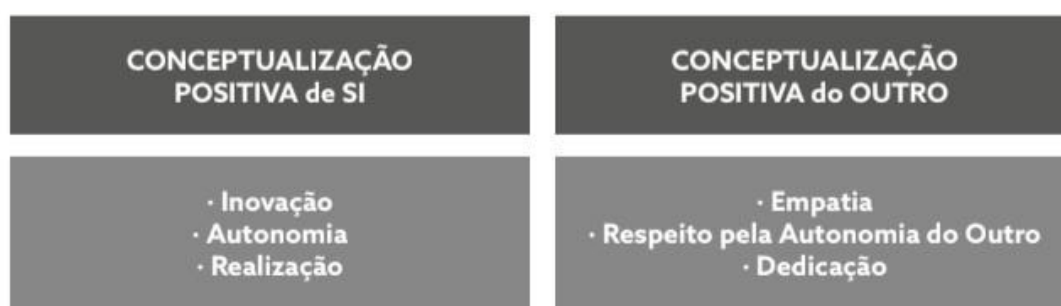 CONCEPTUALIZAÇÃO
POSITIVA de SI
· Inovação
· Autonomia
· Realização
CONCEPTUALIZAÇÃO
POSITIVA do OUTRO
· Empatia
· Respeito pela Autonomia do Outro
· Dedicação